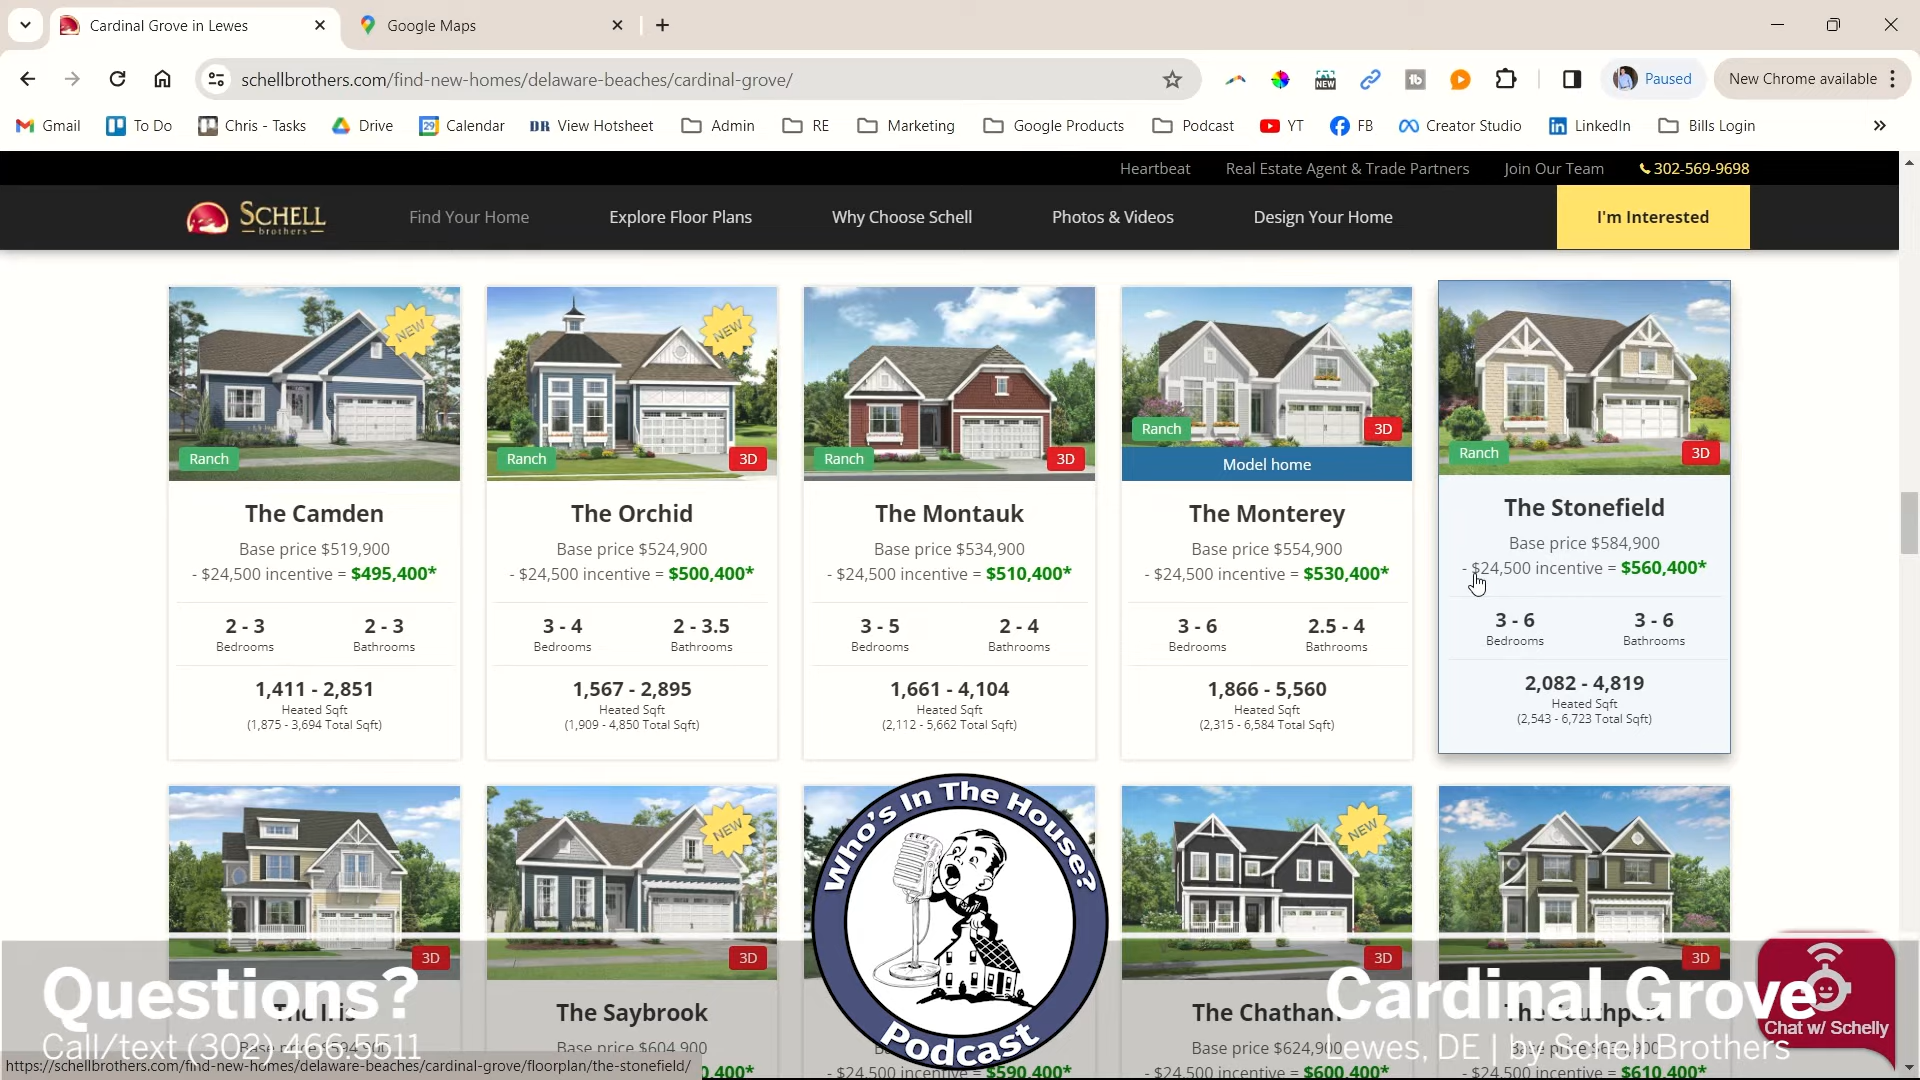 Cardinal Grove in Lewes
Google Maps
schellbrothers.com/find-new-homes/delaware-beaches/cardinal-grove/
NEW
Paused
New Chrome available
Gmail
To Do
Chris - Tasks
Drive
Calendar
DR View Hotsheet
Admin
RE
Marketing
Google Products
Podcast
YT
FB
Creator Studio
LinkedIn
Bills Login
Heartbeat
Real Estate Agent & Trade Partners
Join Our Team
302-569-9698
SCHELL
brothers
Find Your Home
Explore Floor Plans
Why Choose Schell
Photos & Videos
Design Your Home
I'm Interested
NEW
Ranch
The Camden
Base price $519,900
- $24,500 incentive = $495,400*
2 - 3
Bedrooms
2 - 3
Bathrooms
1,411 - 2,851
Heated Sqft
(1,875 - 3,694 Total Sqft)
NEW
Ranch
3D
The Orchid
Base price $524,900
- $24,500 incentive = $500,400*
3 - 4
Bedrooms
2 - 3.5
Bathrooms
1,567 - 2,895
Heated Sqft
(1,909 - 4,850 Total Sqft)
Ranch
3D
The Montauk
Base price $534,900
- $24,500 incentive = $510,400*
3 - 5
Bedrooms
2 - 4
Bathrooms
1,661 - 4,104
Heated Sqft
(2,112 - 5,662 Total Sqft)
Ranch
3D
Model home
The Monterey
Base price $554,900
- $24,500 incentive = $530,400*
3 - 6
Bedrooms
2.5 - 4
Bathrooms
1,866 - 5,560
Heated Sqft
(2,315 - 6,584 Total Sqft)
Ranch
3D
The Stonefield
Base price $584,900
- $24,500 incentive = $560,400*
3 - 6
Bedrooms
3 - 6
Bathrooms
2,082 - 4,819
Heated Sqft
(2,543 - 6,723 Total Sqft)
3D
The Iris
NEW
3D
The Saybrook
Base price $604,900
- $24,500 incentive = $590,400*
NEW
3D
The Chatham
Base price $624,900
- $24,500 incentive = $600,400*
3D
The Southport
- $24,500 incentive = $610,400*
Who's In The House?
Podcast
Questions?
Call/text (302) 466.5511
Cardinal Grove
Lewes, DE | by Schell Brothers
Chat w/ Schelly
https://schellbrothers.com/find-new-homes/delaware-beaches/cardinal-grove/floorplan/the-stonefield/